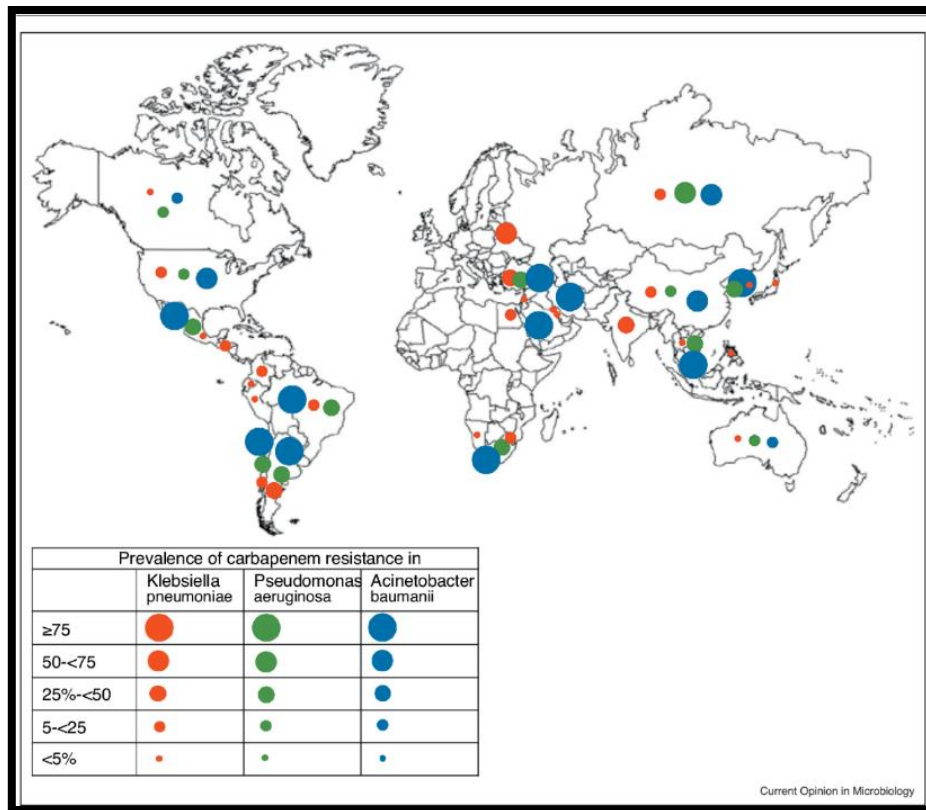 Prevalence of carbapenem resistance in
Klebsiella pneumoniae
Pseudomonas aeruginosa
Acinetobacter baumanii
≥75
50-<75
25%-<50
5-<25
<5%
Current Opinion in Microbiology